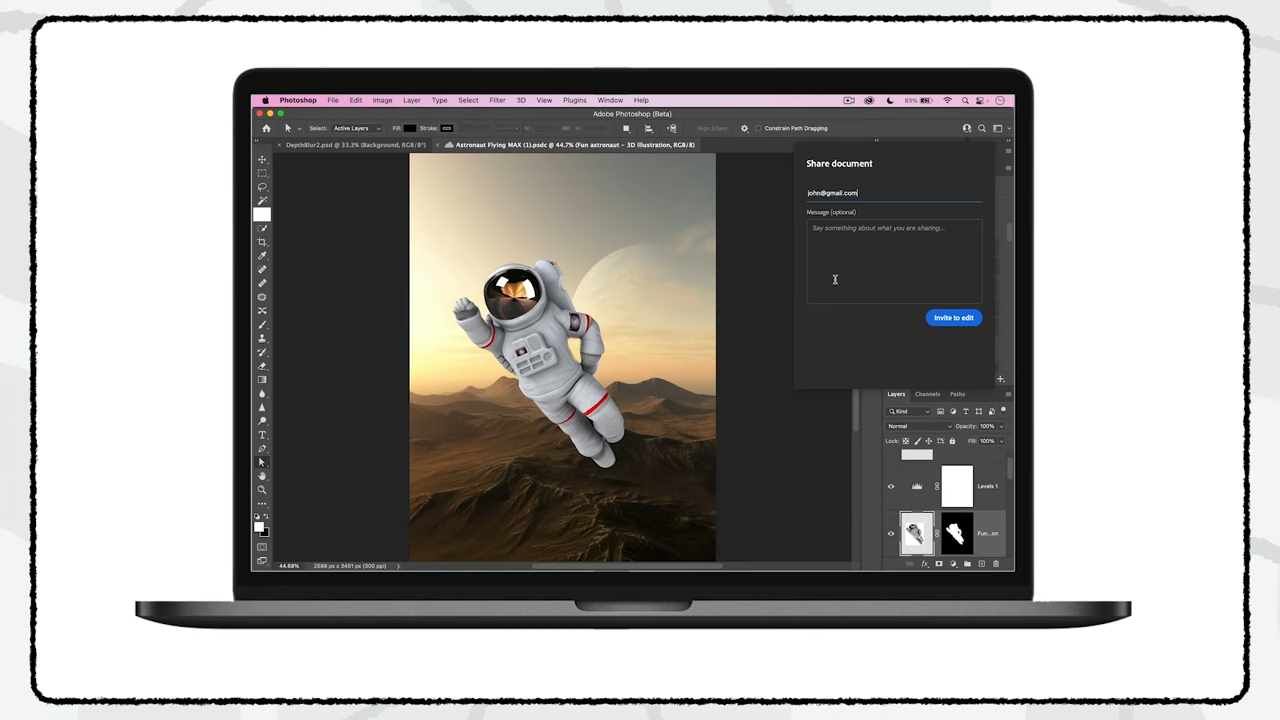 Photoshop File Edit Image Layer Type Select Filter 3D View Plugins Window Help 83%
Adobe Photoshop (Beta)
Select: Active Layers Fill: Stroke: W: H: Align Edges Constrain Path Dragging
× DepthBlur2.psd @ 33.3% (Background, RGB/8*) × Astronaut Flying MAX (1).psdc @ 44.7% (Fun astronaut – 3D Illustration, RGB/8)
Share document
john@gmail.com
Message (optional)
Say something about what you are sharing...
Invite to edit
Layers Channels Paths
Kind
Normal Opacity: 100%
Lock: Fill: 100%
Levels 1
Fun...on
fx
44.68% 2588 px x 3451 px (300 ppi)